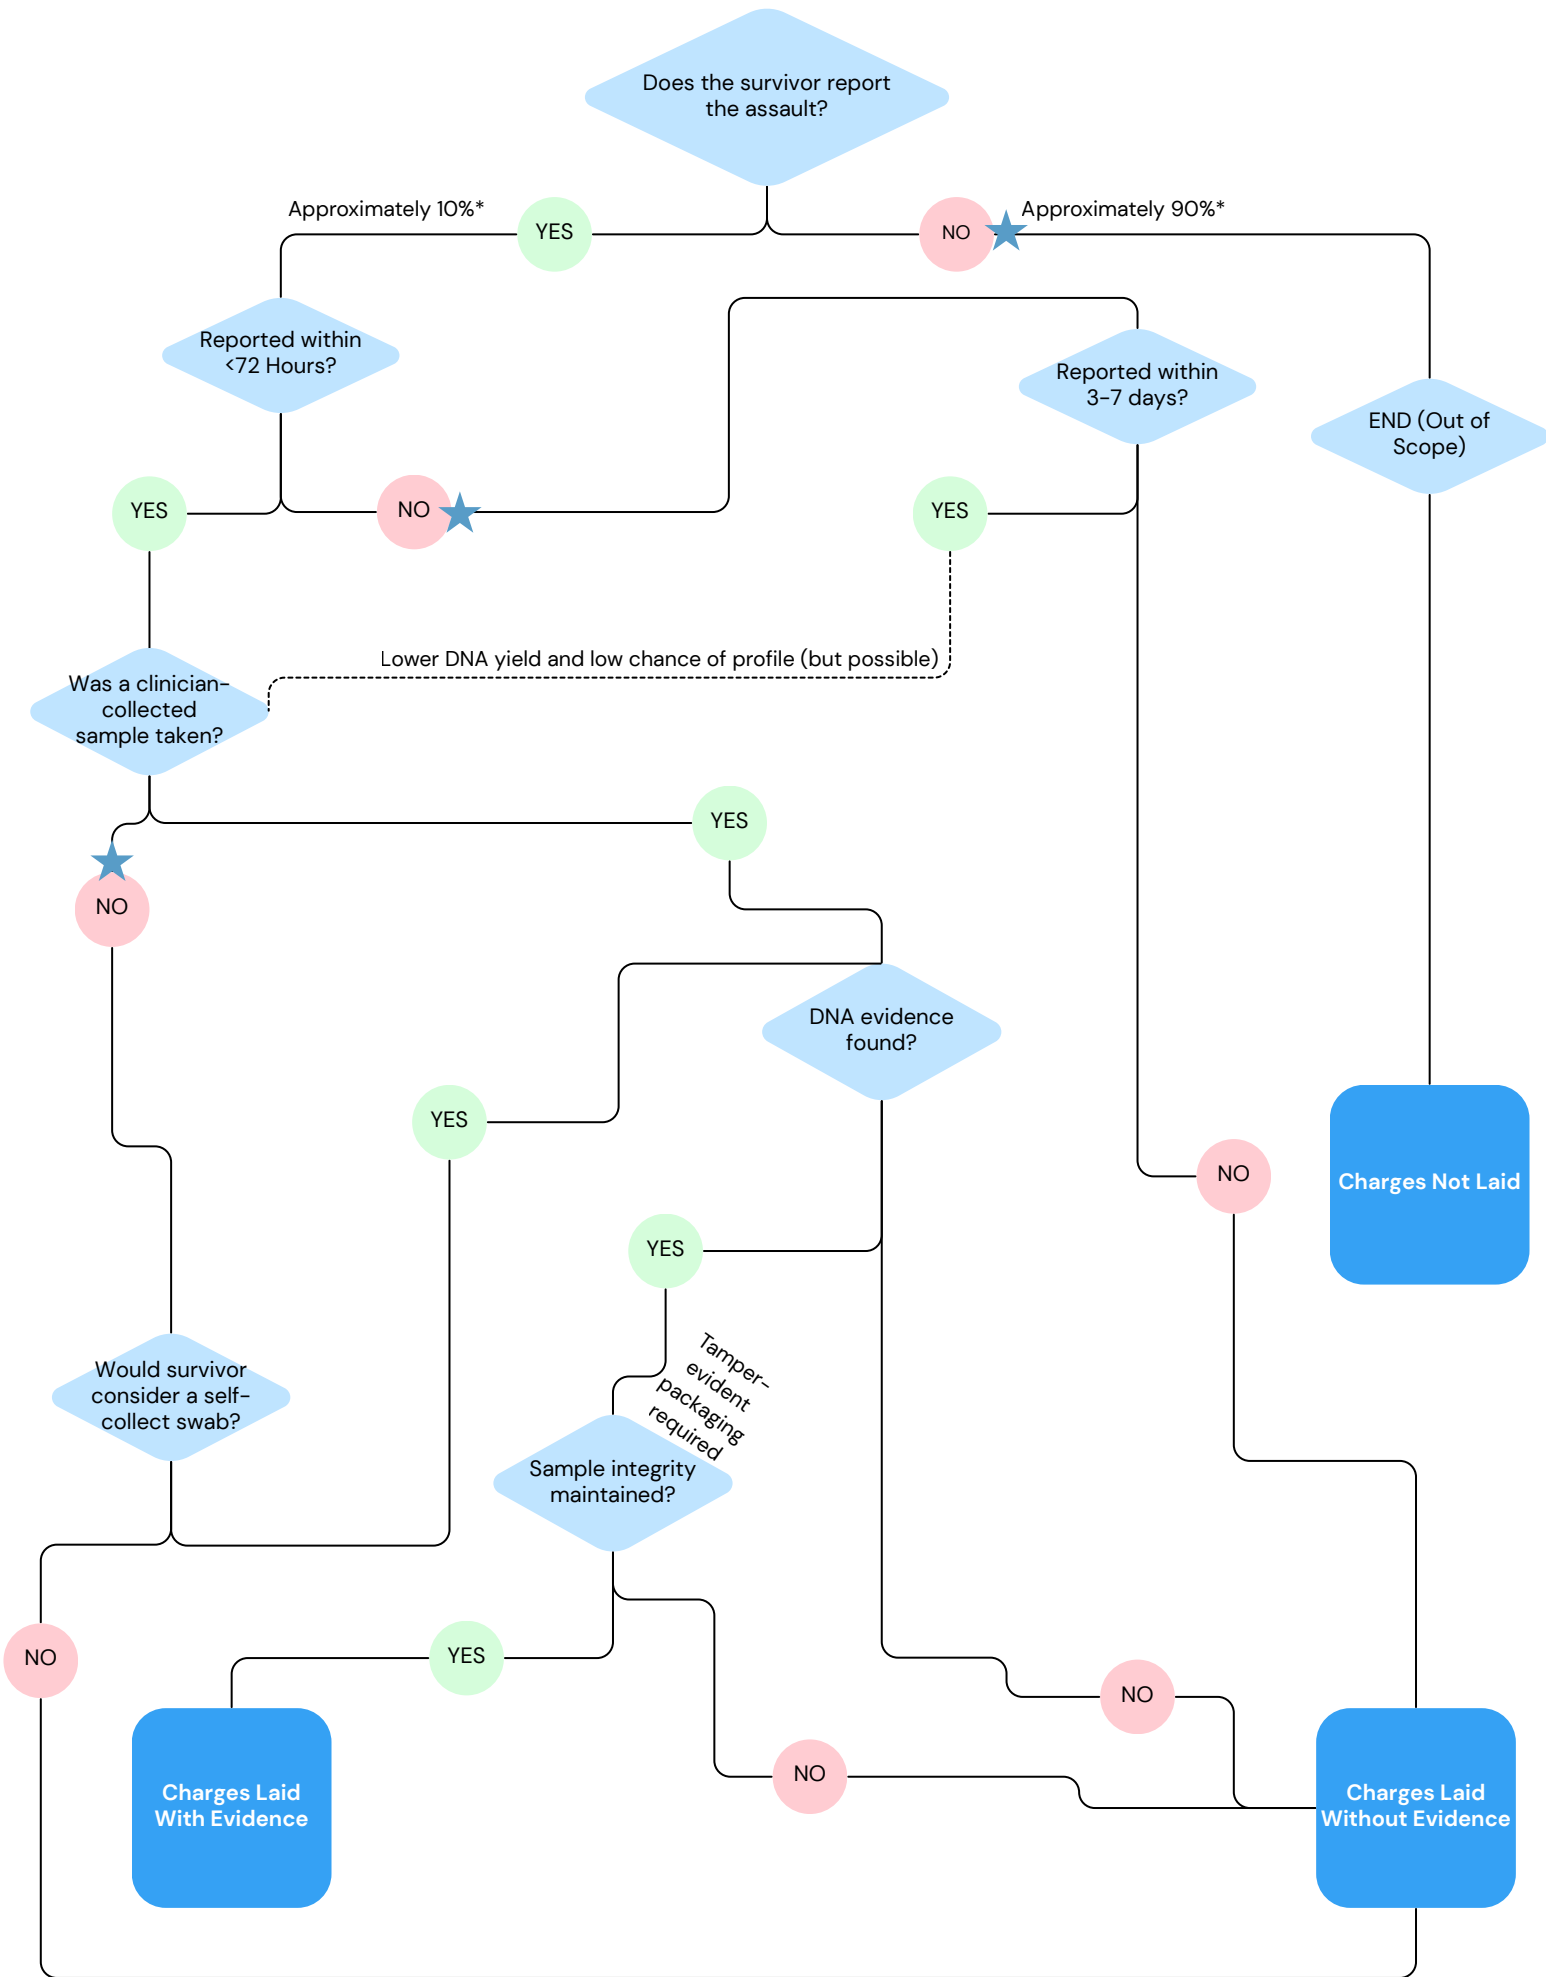 Does the survivor report
the assault?
Approximately 10%*
YES
NO
Approximately 90%*
Reported within
<72 Hours?
Reported within
3-7 days?
END (Out of
Scope)
YES
NO
YES
Lower DNA yield and low chance of profile (but possible)
Was a clinician-
collected
sample taken?
YES
NO
DNA evidence
found?
YES
NO
Charges Not Laid
YES
Tamper-
evident
packaging
required
Would survivor
consider a self-
collect swab?
Sample integrity
maintained?
NO
YES
NO
NO
Charges Laid
With Evidence
Charges Laid
Without Evidence